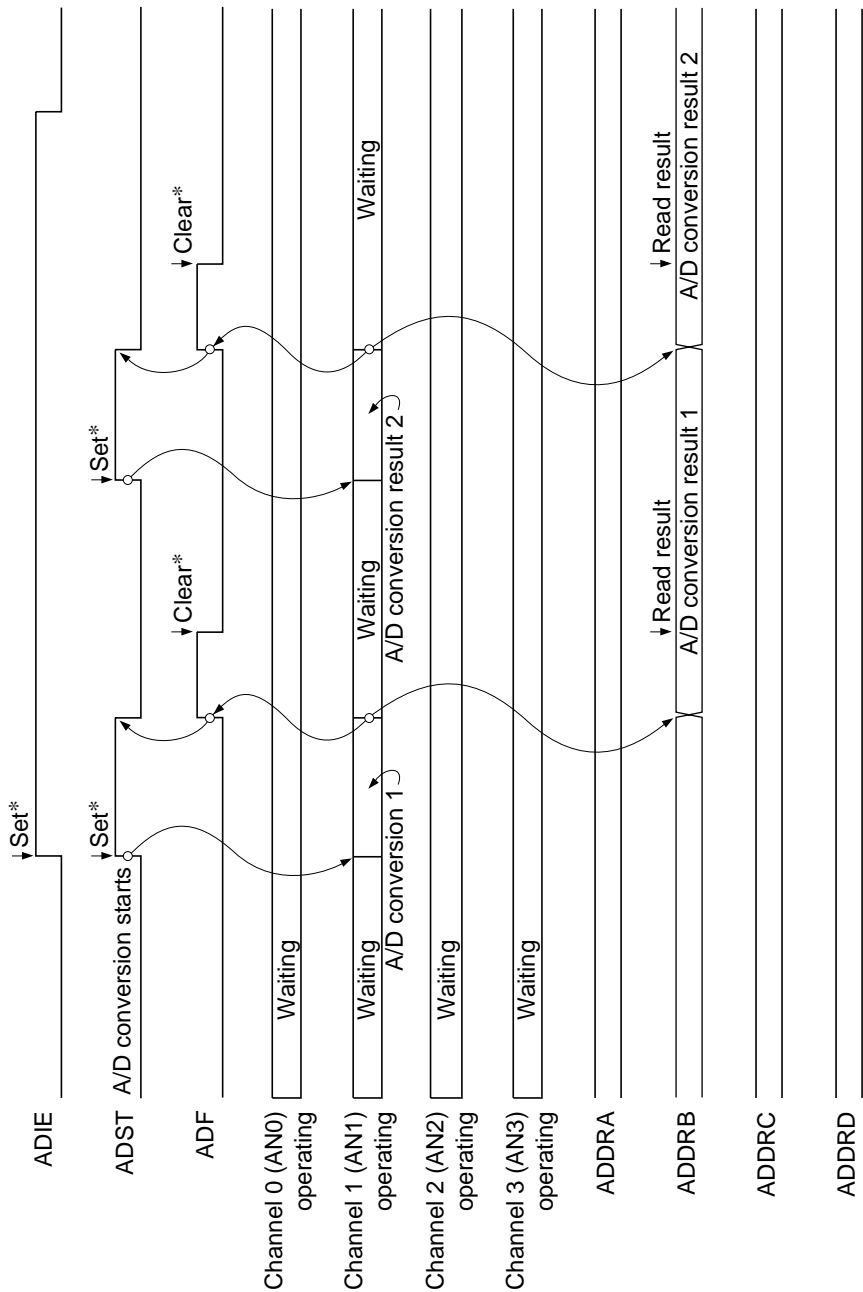 ADIE
Set*
ADST
A/D conversion starts
Set*
Set*
ADF
Clear*
Clear*
Channel 0 (AN0)
operating
Waiting
Channel 1 (AN1)
operating
Waiting
A/D conversion 1
Waiting
A/D conversion result 2
Waiting
Channel 2 (AN2)
operating
Waiting
Channel 3 (AN3)
operating
Waiting
ADDRA
ADDRB
Read result
A/D conversion result 1
Read result
A/D conversion result 2
ADDRC
ADDRD